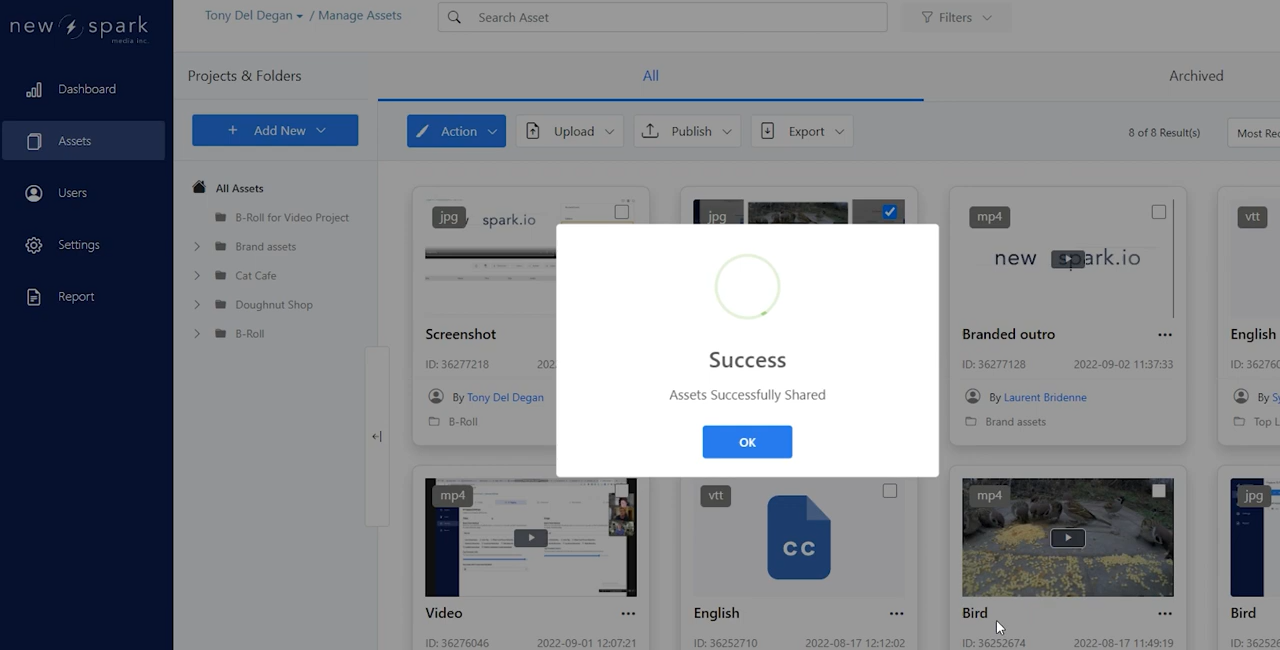 new spark
media inc.
Tony Del Degan / Manage Assets
Search Asset
Filters
Dashboard
Assets
Users
Settings
Report
Projects & Folders
All
Archived
+ Add New
Action
Upload
Publish
Export
8 of 8 Result(s)
Most Rec
All Assets
B-Roll for Video Project
Brand assets
Cat Cafe
Doughnut Shop
B-Roll
jpg
spark.io
jpg
mp4
new spark.io
vtt
Screenshot
ID: 36277218
202
By Tony Del Degan
B-Roll
Success
Assets Successfully Shared
OK
Branded outro
ID: 36277128
2022-09-02 11:37:33
By Laurent Bridenne
Brand assets
English
ID: 362760
By Sy
Top L
mp4
Video
ID: 36276046
2022-09-01 12:07:21
vtt
CC
English
ID: 36252710
2022-08-17 12:12:02
mp4
Bird
ID: 36252674
2022-08-17 11:49:19
jpg
Bird
ID: 36252